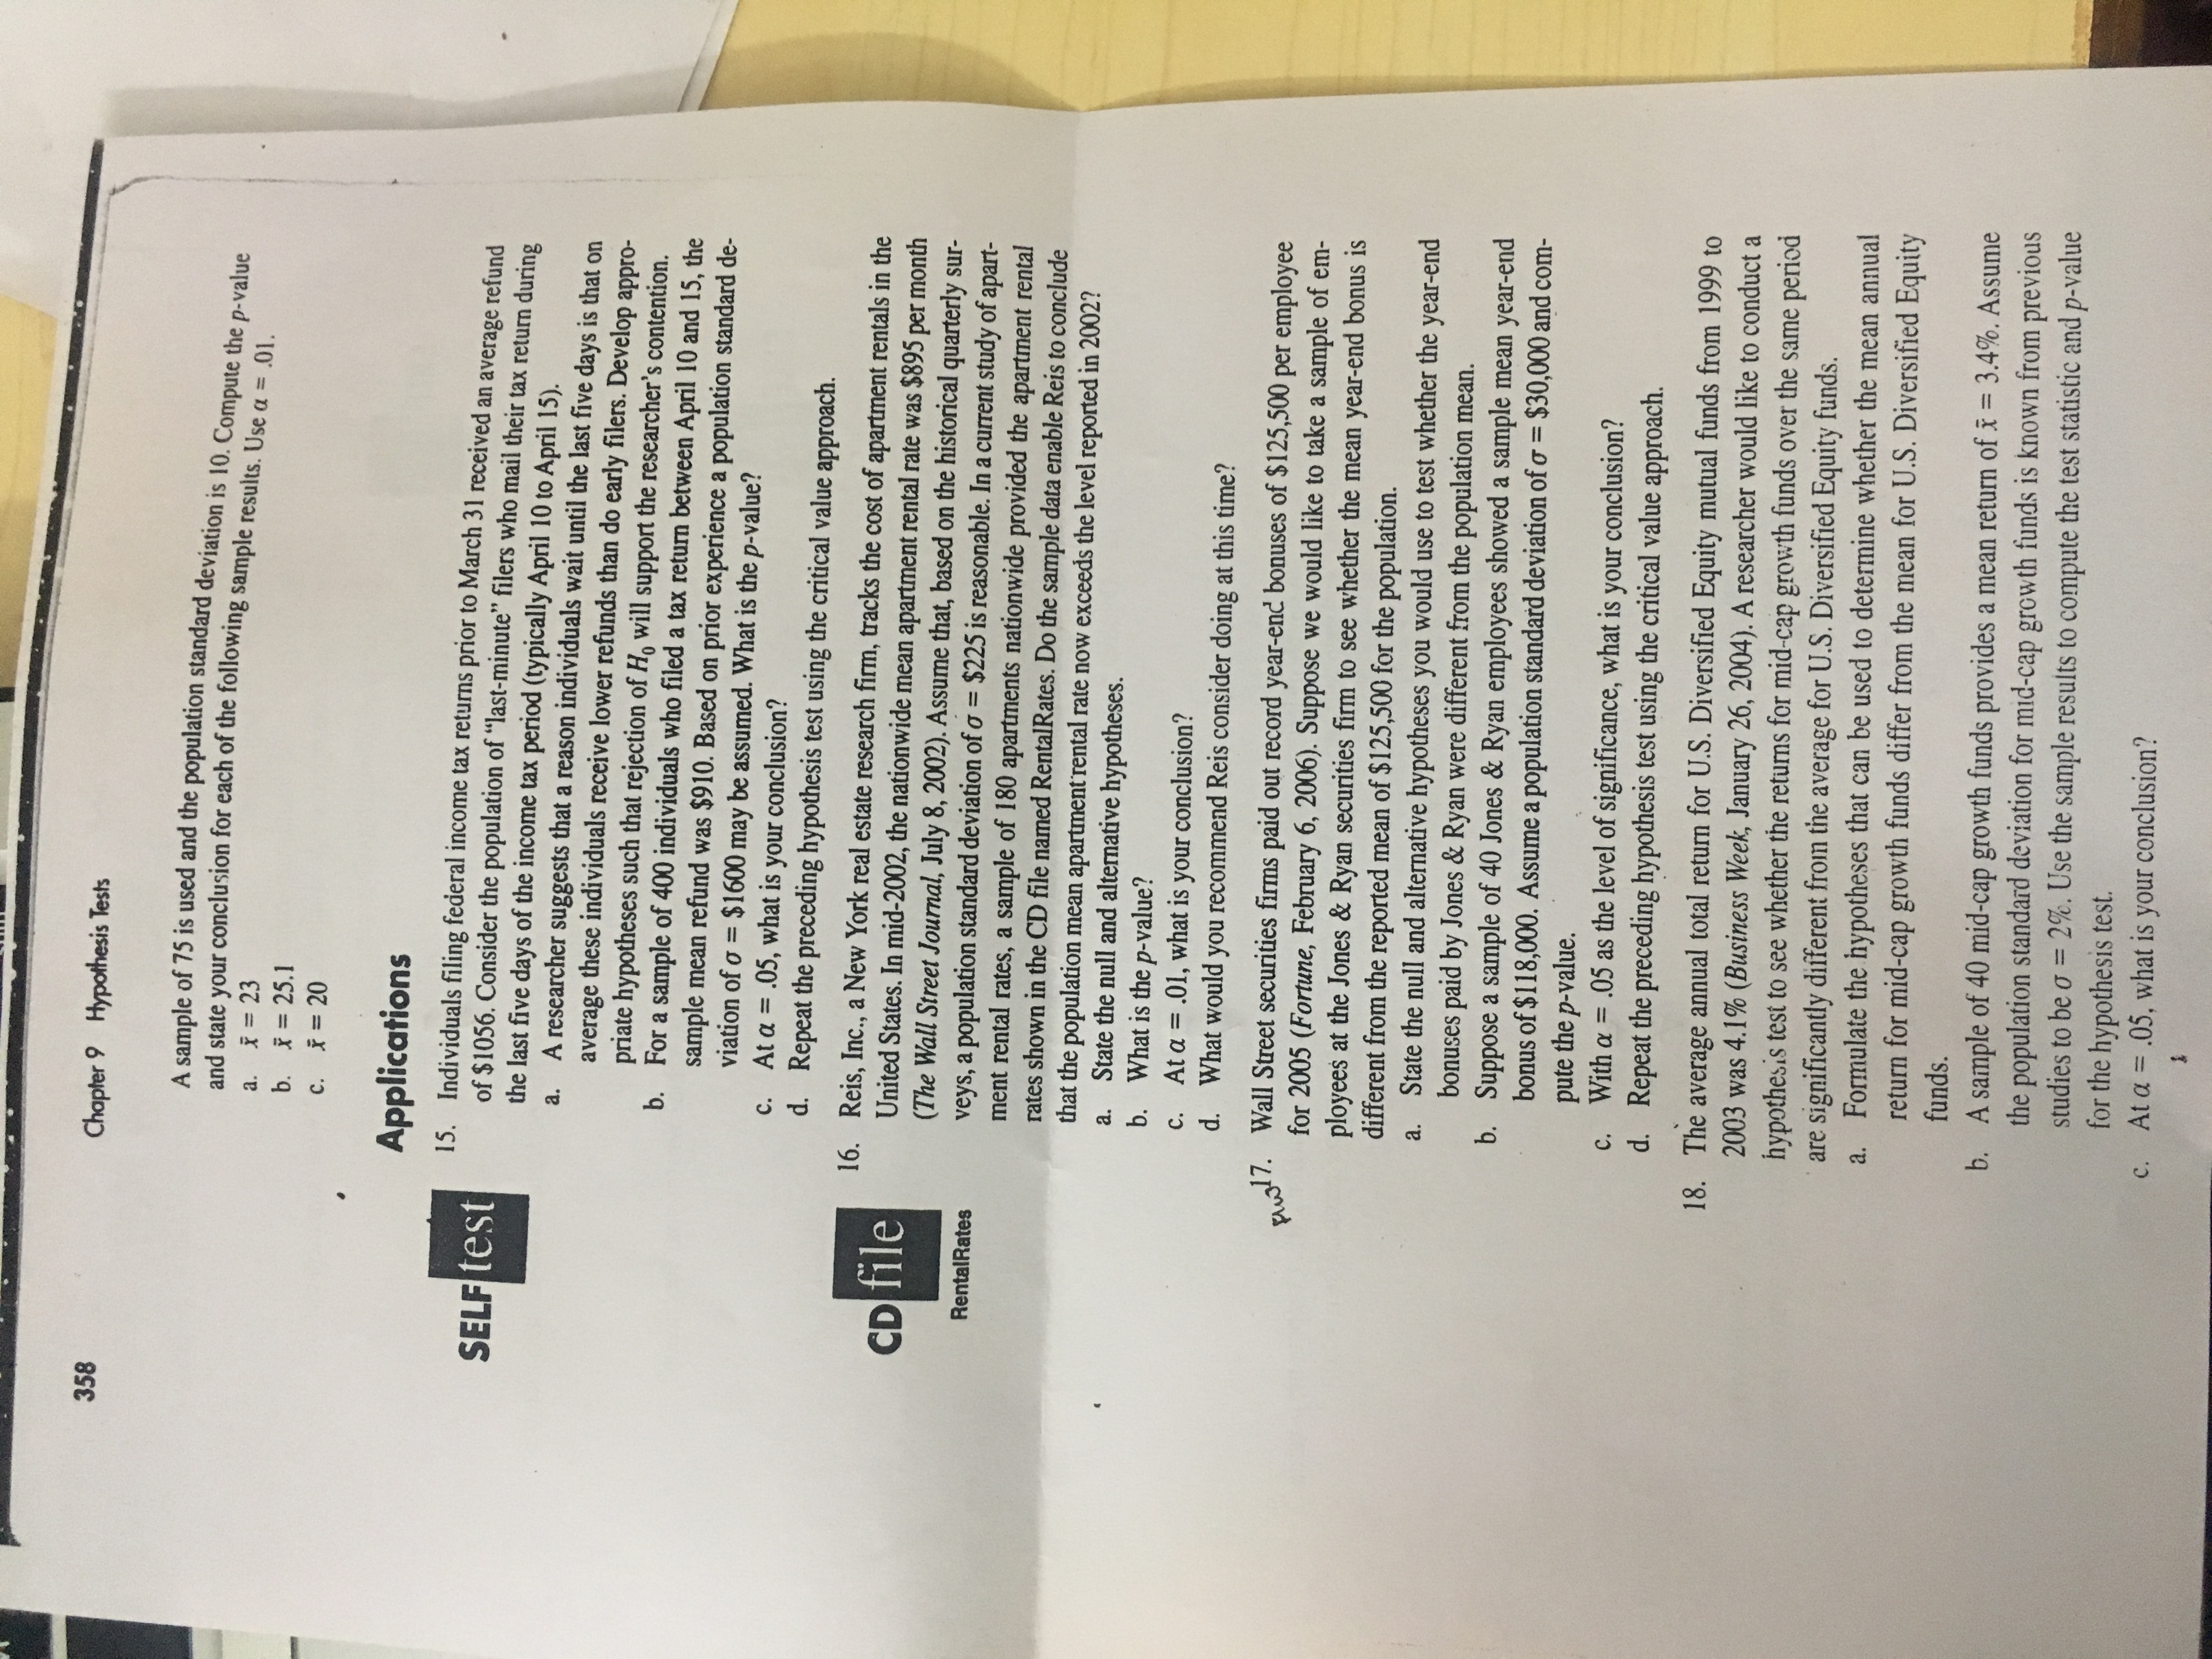 358
Chapter 9 Hypothesis Tests
A sample of 75 is used and the population standard deviation is 10. Compute the p-value
and state your conclusion for each of the following sample results. Use α = .01.
a. x̄ = 23
b. x̄ = 25.1
c. x̄ = 20
Applications
SELF test
15. Individuals filing federal income tax returns prior to March 31 received an average refund
of $1056. Consider the population of “last-minute” filers who mail their tax return during
the last five days of the income tax period (typically April 10 to April 15).
a. A researcher suggests that a reason individuals wait until the last five days is that on
average these individuals receive lower refunds than do early filers. Develop appro-
priate hypotheses such that rejection of H₀ will support the researcher's contention.
b. For a sample of 400 individuals who filed a tax return between April 10 and 15, the
sample mean refund was $910. Based on prior experience a population standard de-
viation of σ = $1600 may be assumed. What is the p-value?
c. At α = .05, what is your conclusion?
d. Repeat the preceding hypothesis test using the critical value approach.
CD file
RentalRates
16. Reis, Inc., a New York real estate research firm, tracks the cost of apartment rentals in the
United States. In mid-2002, the nationwide mean apartment rental rate was $895 per month
(The Wall Street Journal, July 8, 2002). Assume that, based on the historical quarterly sur-
veys, a population standard deviation of σ = $225 is reasonable. In a current study of apart-
ment rental rates, a sample of 180 apartments nationwide provided the apartment rental
rates shown in the CD file named RentalRates. Do the sample data enable Reis to conclude
that the population mean apartment rental rate now exceeds the level reported in 2002?
a. State the null and alternative hypotheses.
b. What is the p-value?
c. At α = .01, what is your conclusion?
d. What would you recommend Reis consider doing at this time?
17. Wall Street securities firms paid out record year-end bonuses of $125,500 per employee
for 2005 (Fortune, February 6, 2006). Suppose we would like to take a sample of em-
ployees at the Jones & Ryan securities firm to see whether the mean year-end bonus is
different from the reported mean of $125,500 for the population.
a. State the null and alternative hypotheses you would use to test whether the year-end
bonuses paid by Jones & Ryan were different from the population mean.
b. Suppose a sample of 40 Jones & Ryan employees showed a sample mean year-end
bonus of $118,000. Assume a population standard deviation of σ = $30,000 and com-
pute the p-value.
c. With α = .05 as the level of significance, what is your conclusion?
d. Repeat the preceding hypothesis test using the critical value approach.
18. The average annual total return for U.S. Diversified Equity mutual funds from 1999 to
2003 was 4.1% (Business Week, January 26, 2004). A researcher would like to conduct a
hypothesis test to see whether the returns for mid-cap growth funds over the same period
are significantly different from the average for U.S. Diversified Equity funds.
a. Formulate the hypotheses that can be used to determine whether the mean annual
return for mid-cap growth funds differ from the mean for U.S. Diversified Equity
funds.
b. A sample of 40 mid-cap growth funds provides a mean return of x̄ = 3.4%. Assume
the population standard deviation for mid-cap growth funds is known from previous
studies to be σ = 2%. Use the sample results to compute the test statistic and p-value
for the hypothesis test.
c. At α = .05, what is your conclusion?